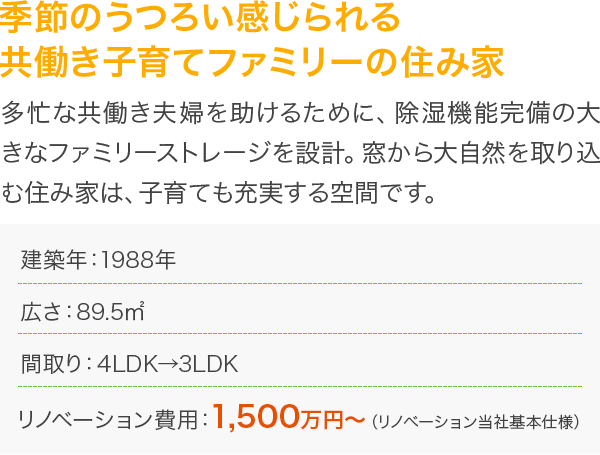 季節のうつろい感じられる
共働き子育てファミリーの住み家
多忙な共働き夫婦を助けるために、除湿機能完備の大
きなファミリーストレージを設計。窓から大自然を取り込
む住み家は、子育ても充実する空間です。
建築年：1988年
広さ：89.5㎡
間取り：4LDK→3LDK
リノベーション費用：1,500万円〜（リノベーション当社基本仕様）